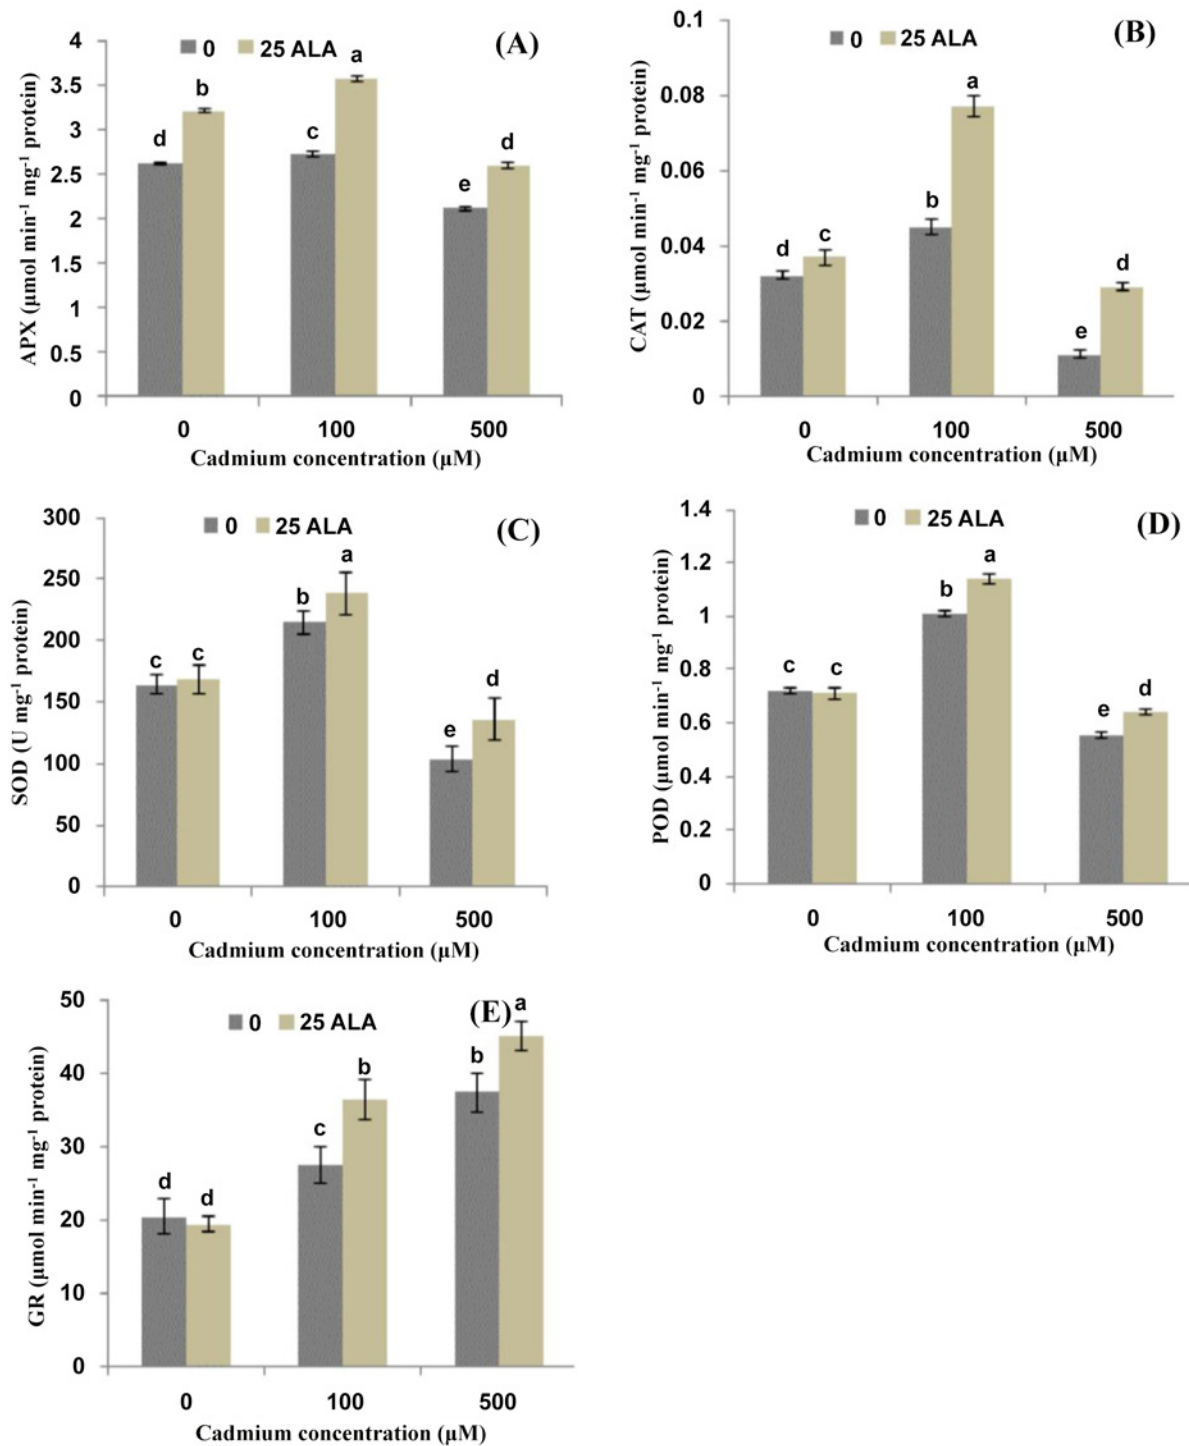 (A)
0 25 ALA
4
3.5
3
2.5
2
1.5
1
0.5
0
d b c a e d
0 100 500
APX (µmol min-1 mg-1 protein)
Cadmium concentration (µM)
(B)
0 25 ALA
0.1
0.08
0.06
0.04
0.02
0
d c b a e d
0 100 500
CAT (µmol min-1 mg-1 protein)
Cadmium concentration (µM)
(C)
0 25 ALA
300
250
200
150
100
50
0
c c b a e d
0 100 500
SOD (U mg-1 protein)
Cadmium concentration (µM)
(D)
0 25 ALA
1.4
1.2
1
0.8
0.6
0.4
0.2
0
c c b a e d
0 100 500
POD (µmol min-1 mg-1 protein)
Cadmium concentration (µM)
(E)
0 25 ALA
50
40
30
20
10
0
d d c b b a
0 100 500
GR (µmol min-1 mg-1 protein)
Cadmium concentration (µM)